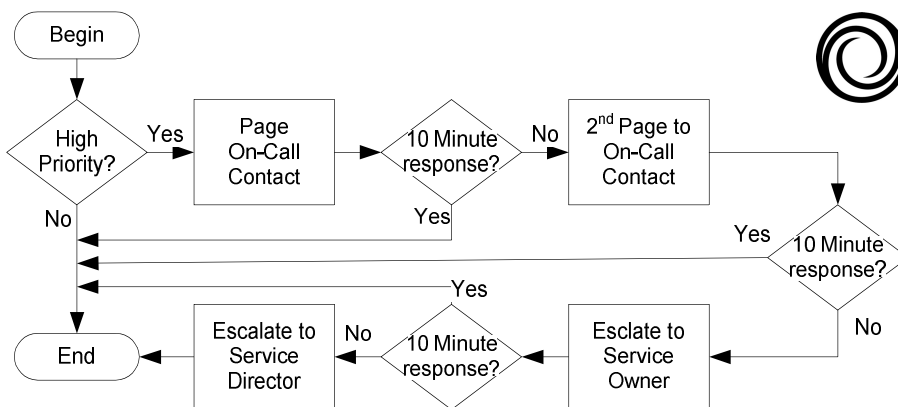 Begin
High
Priority?
Yes
No
Page
On-Call
Contact
10 Minute
response?
No
Yes
2nd Page to
On-Call
Contact
10 Minute
response?
Yes
No
Esclate to
Service
Owner
10 Minute
response?
Yes
No
Escalate to
Service
Director
End